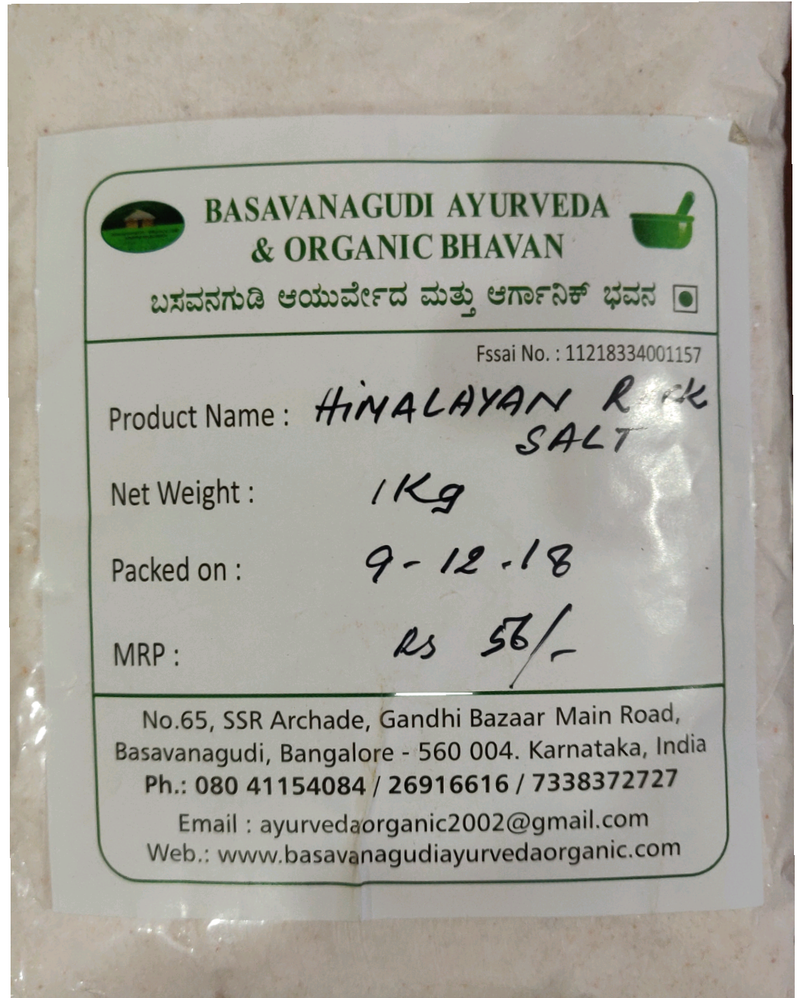 BASAVANAGUDI AYURVEDA
& ORGANIC BHAVAN
ಬಸವನಗುಡಿ ಆಯುರ್ವೇದ ಮತ್ತು ಆರ್ಗಾನಿಕ್ ಭವನ
Fssai No. : 11218334001157
Product Name : HIMALAYAN
SALT
Net Weight : 1 Kg
Packed on : 9-12-18
MRP : Rs 56/-
No.65, SSR Archade, Gandhi Bazaar Main Road,
Basavanagudi, Bangalore - 560 004. Karnataka, India
Ph.: 080 41154084 / 26916616 / 7338372727
Email : ayurvedaorganic2002@gmail.com
Web.: www.basavanagudiayurvedaorganic.com